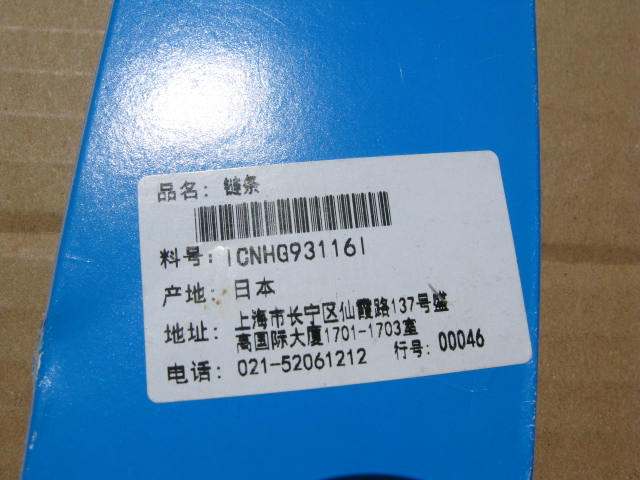 品名: 链条
料号: ICNHG93116I
产地: 日本
地址: 上海市长宁区仙霞路137号盛
高国际大厦1701-1703室
电话: 021-52061212 行号: 00046